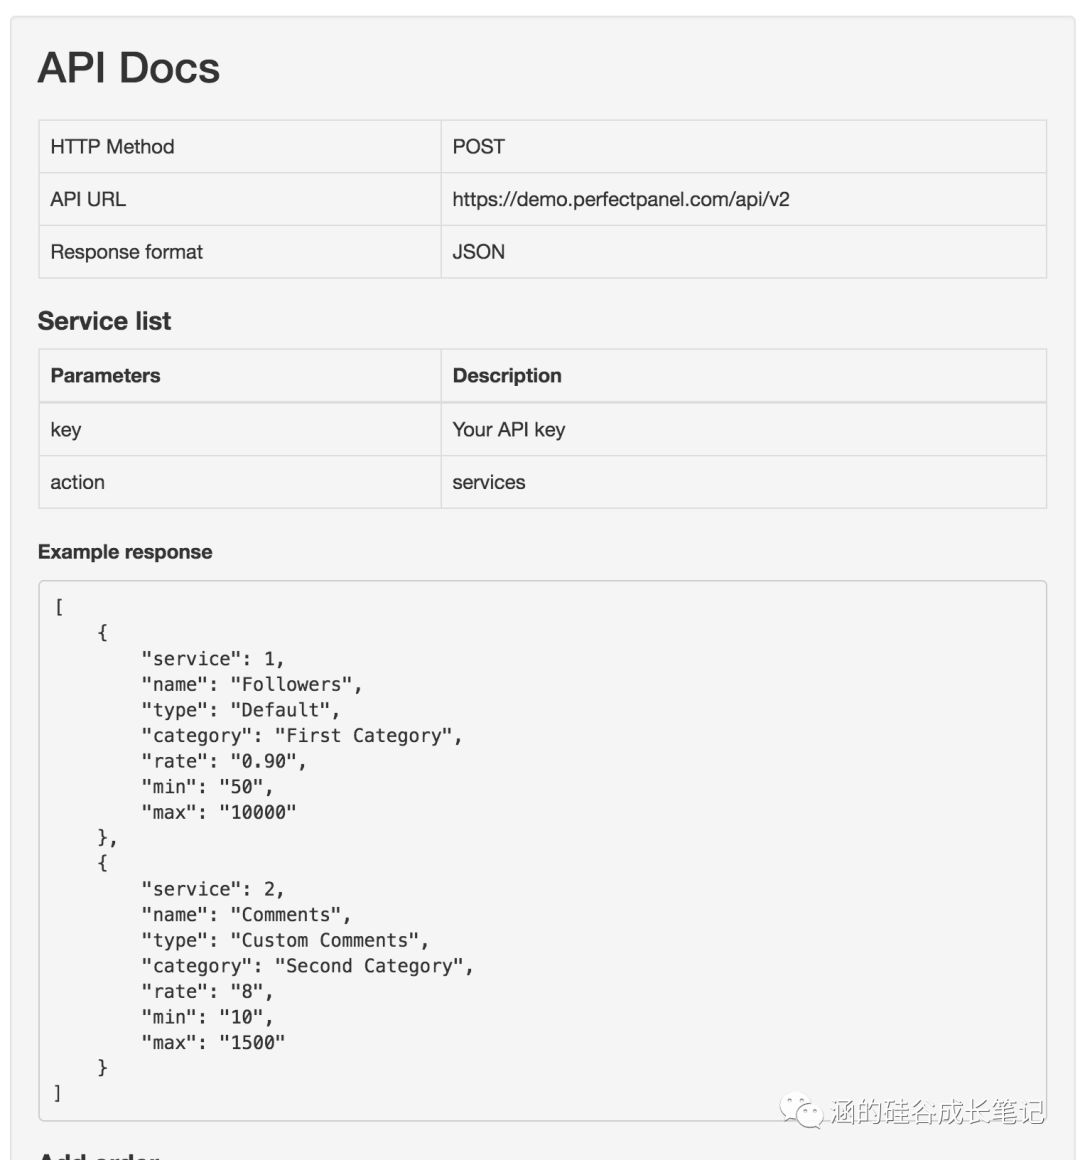 API Docs
HTTP Method POST
API URL https://demo.perfectpanel.com/api/v2
Response format JSON
Service list
Parameters Description
key Your API key
action services
Example response
[
    {
        "service": 1,
        "name": "Followers",
        "type": "Default",
        "category": "First Category",
        "rate": "0.90",
        "min": "50",
        "max": "10000"
    },
    {
        "service": 2,
        "name": "Comments",
        "type": "Custom Comments",
        "category": "Second Category",
        "rate": "8",
        "min": "10",
        "max": "1500"
    }
]
涵的硅谷成长笔记
Add order